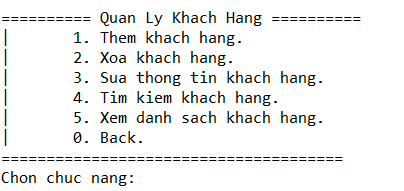 ========== Quan Ly Khach Hang ==========
|       1. Them khach hang.
|       2. Xoa khach hang.
|       3. Sua thong tin khach hang.
|       4. Tim kiem khach hang.
|       5. Xem danh sach khach hang.
|       0. Back.
======================================
Chon chuc nang: